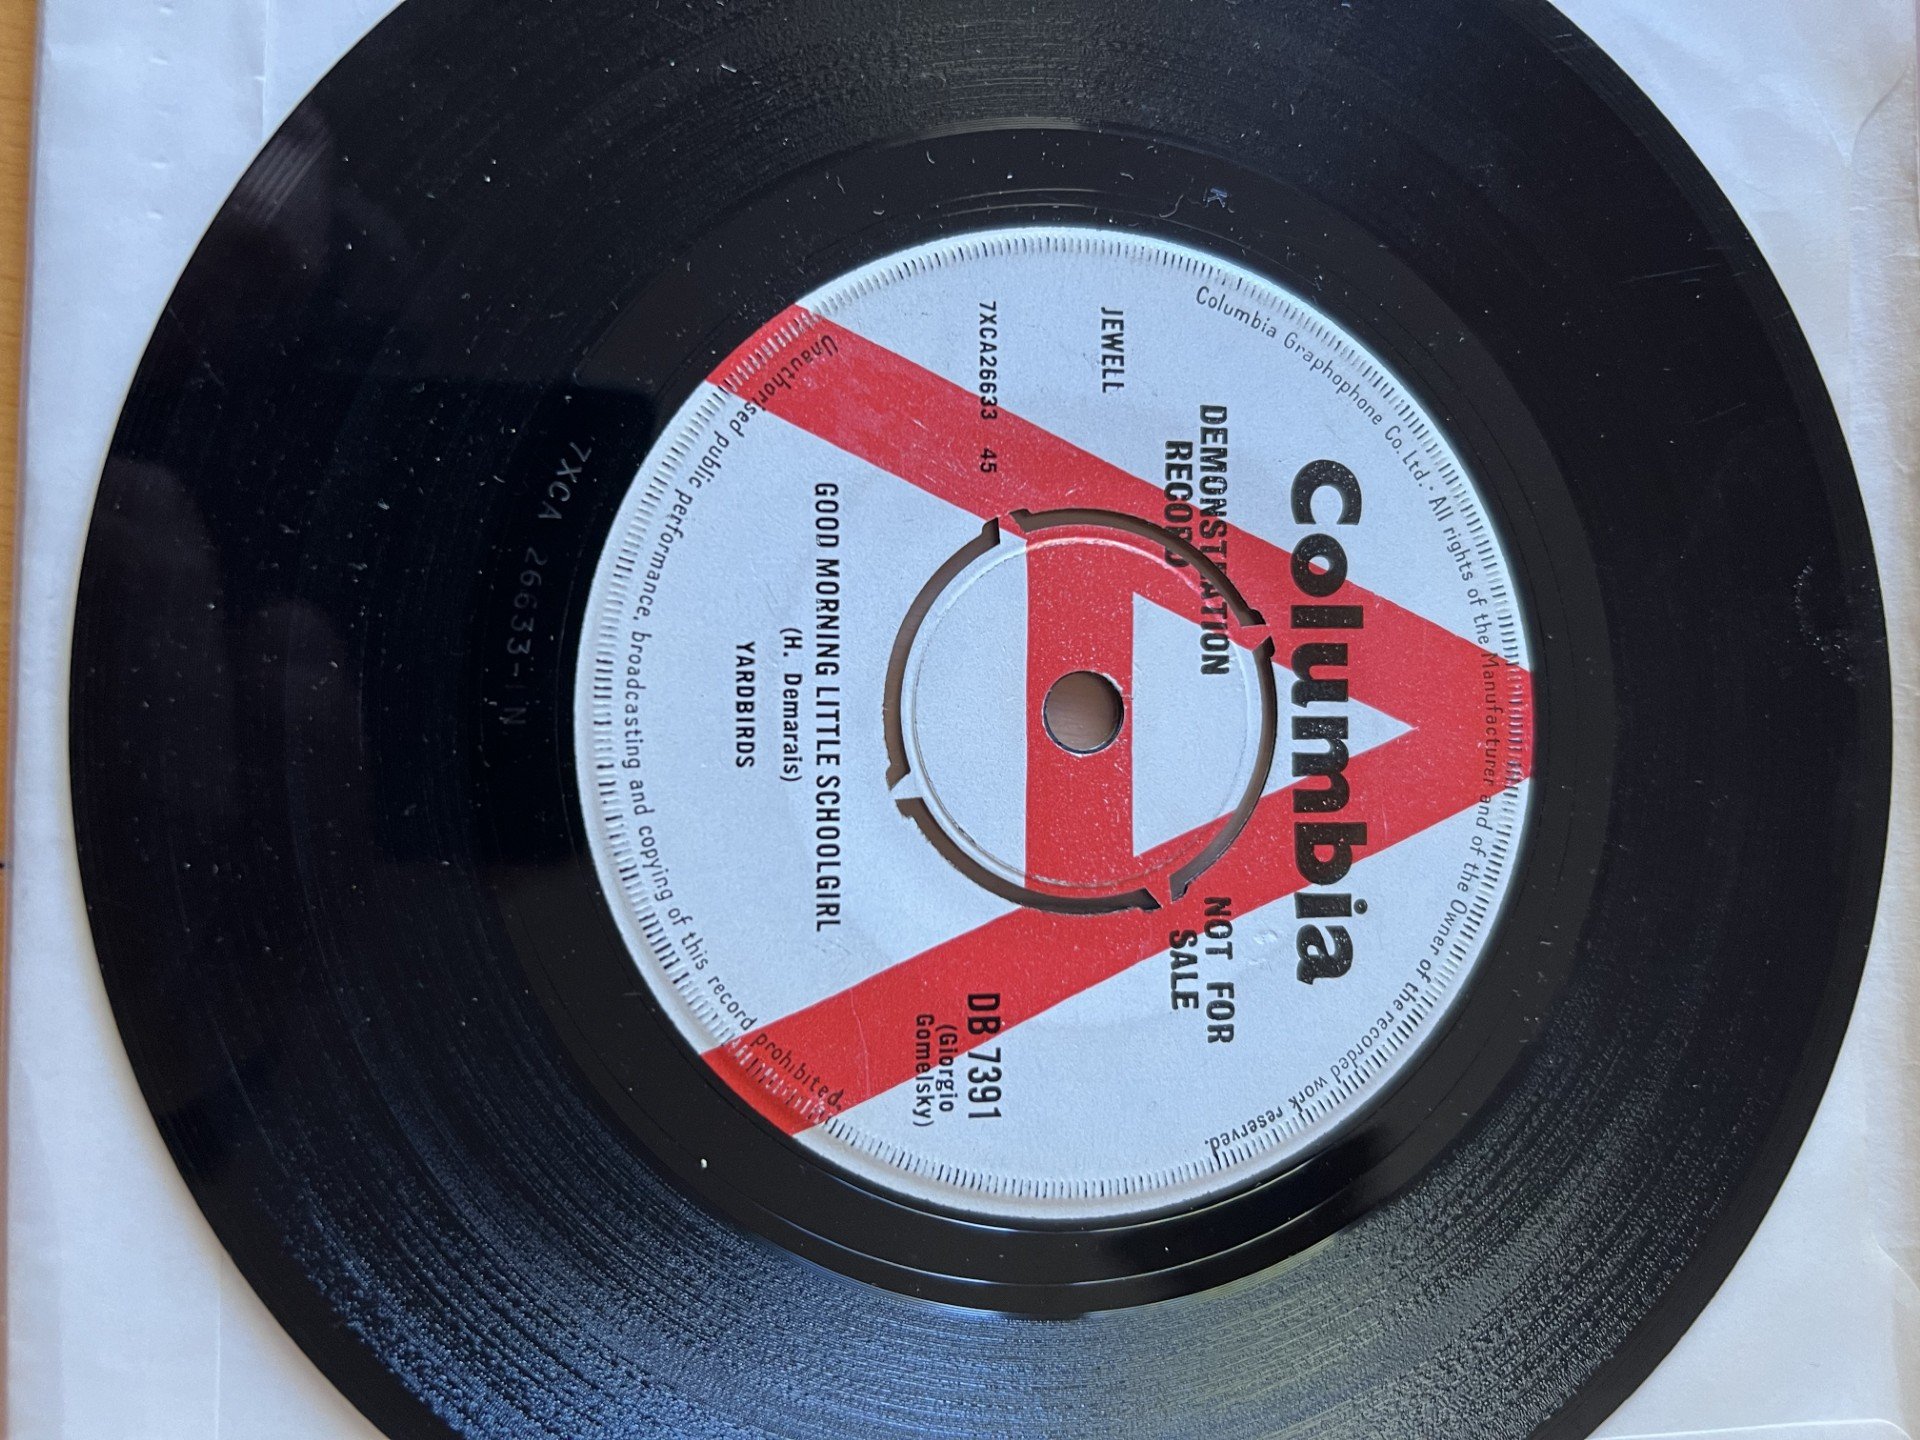 Columbia Graphophone Co. Ltd. · All rights of the Manufacturer and of the Owner of the recorded work reserved.
Columbia
DEMONSTRATION
RECORD
NOT FOR
SALE
JEWELL
7XCA26633 45
DB 7391
(Giorgio
Gomelsky)
GOOD MORNING LITTLE SCHOOLGIRL
(H. Demarais)
YARDBIRDS
Unauthorised public performance, broadcasting and copying of this record prohibited.
7XCA 26633-1N
K